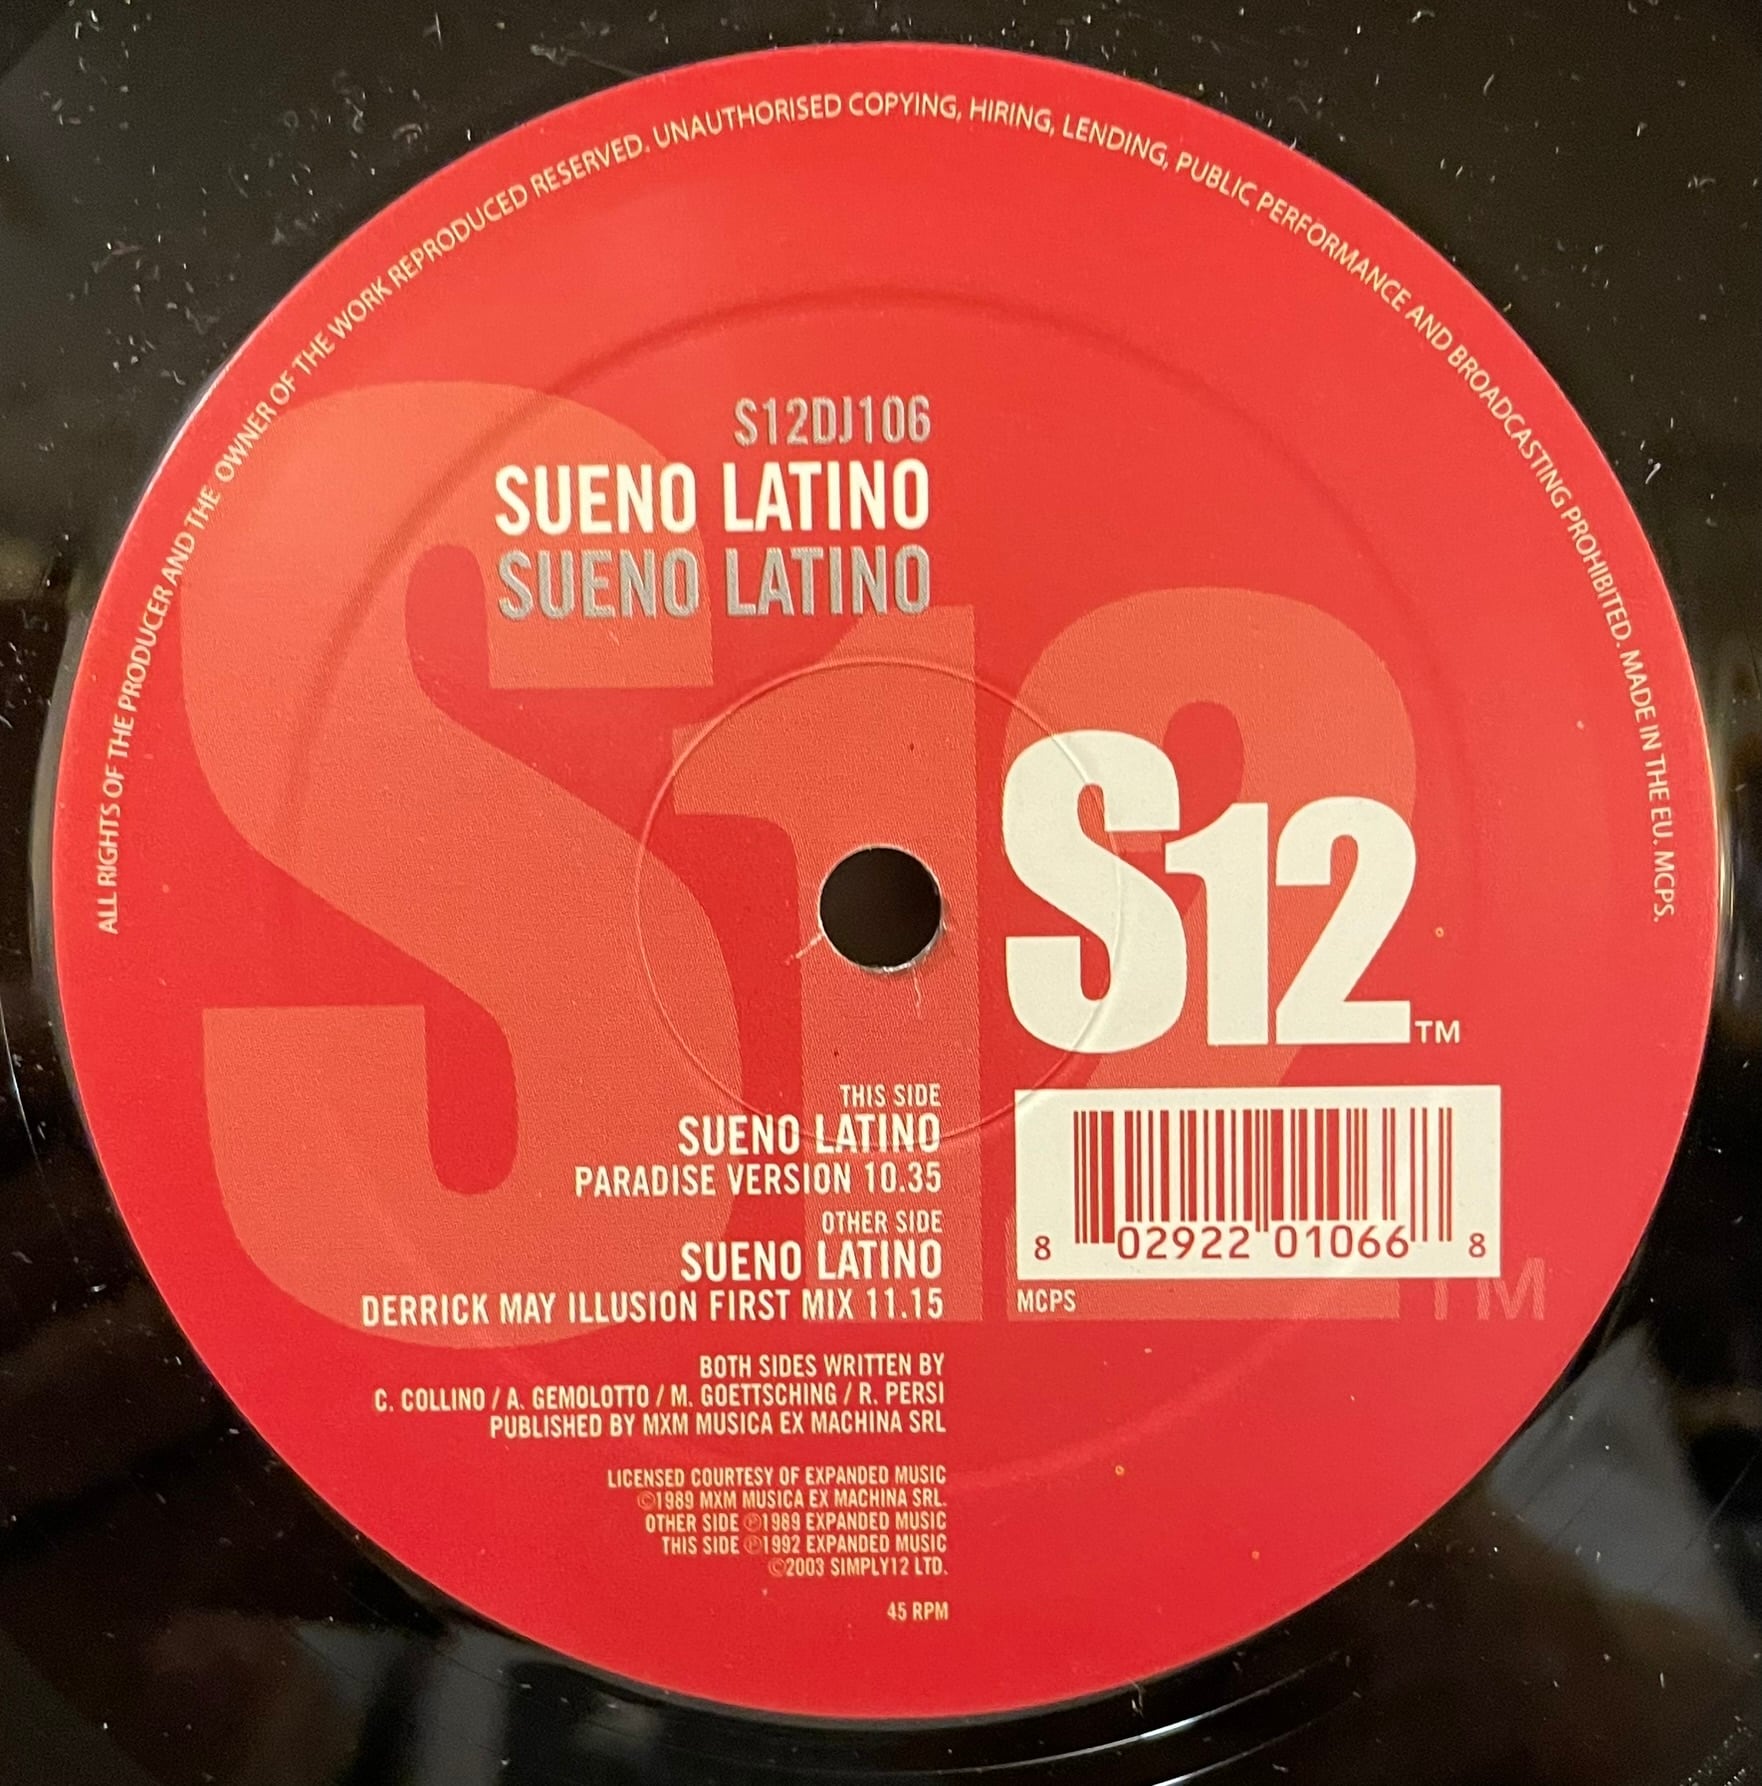 ALL RIGHTS OF THE PRODUCER AND THE OWNER OF THE WORK REPRODUCED RESERVED. UNAUTHORISED COPYING, HIRING, LENDING, PUBLIC PERFORMANCE AND BROADCASTING PROHIBITED. MADE IN THE EU. MCPS.
S12DJ106
SUENO LATINO
SUENO LATINO
S12
TM
S12™
THIS SIDE
SUENO LATINO
PARADISE VERSION 10.35
OTHER SIDE
SUENO LATINO
DERRICK MAY ILLUSION FIRST MIX 11.15
8 02922 01066 8
MCPS
BOTH SIDES WRITTEN BY
C. COLLINO / A. GEMOLOTTO / M. GOETTSCHING / R. PERSI
PUBLISHED BY MXM MUSICA EX MACHINA SRL
LICENSED COURTESY OF EXPANDED MUSIC
©1989 MXM MUSICA EX MACHINA SRL.
OTHER SIDE ℗1989 EXPANDED MUSIC
THIS SIDE ℗1992 EXPANDED MUSIC
©2003 SIMPLY12 LTD.
45 RPM